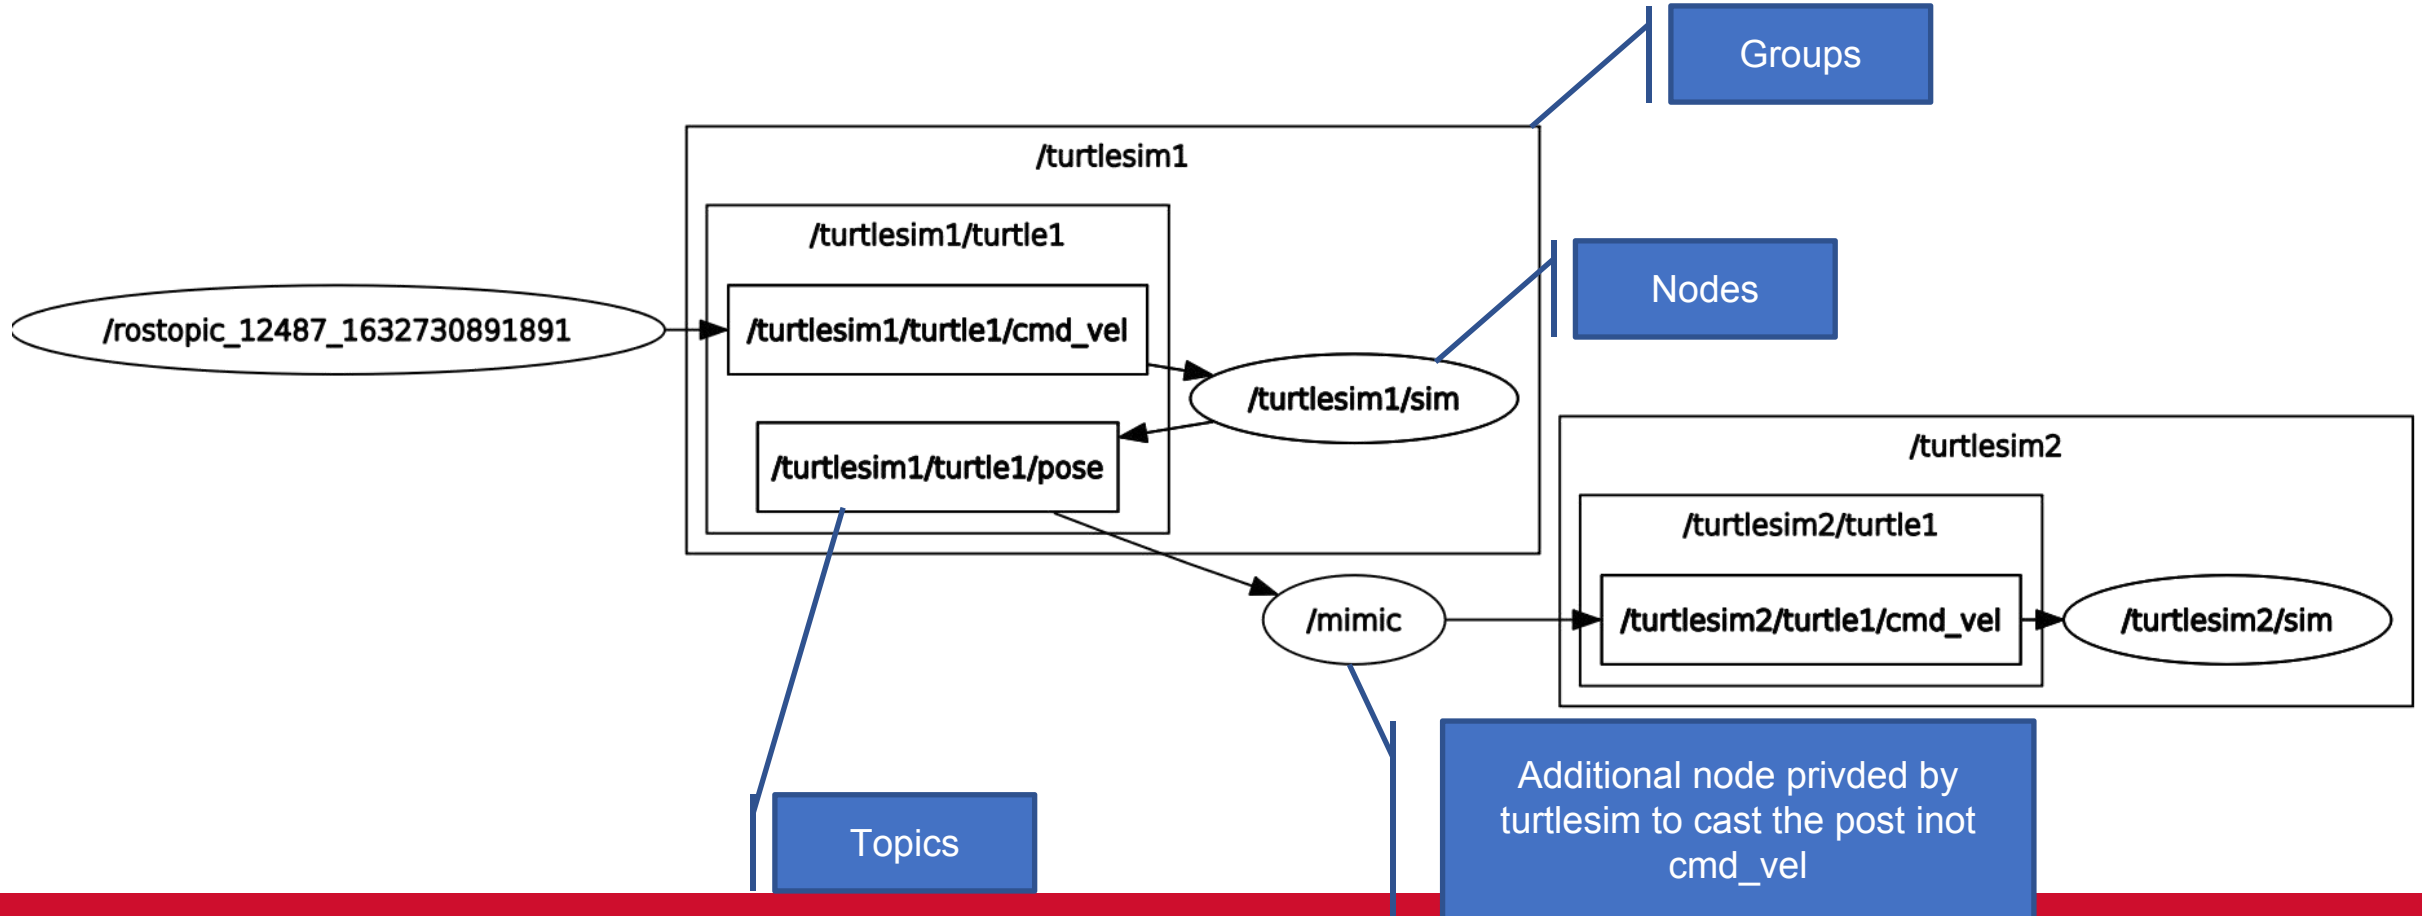 Groups
/turtlesim1
/turtlesim1/turtle1
Nodes
/rostopic_12487_1632730891891
/turtlesim1/turtle1/cmd_vel
/turtlesim1/sim
/turtlesim1/turtle1/pose
/turtlesim2
/turtlesim2/turtle1
/mimic
/turtlesim2/turtle1/cmd_vel
/turtlesim2/sim
Topics
Additional node privded by
turtlesim to cast the post inot
cmd_vel